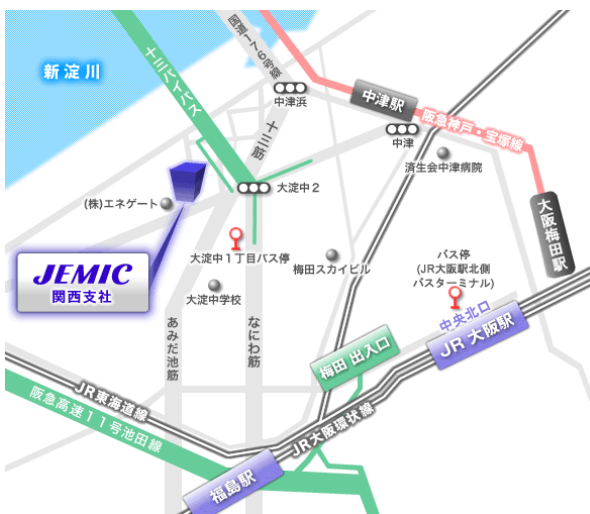 新淀川
十三バイパス
国道176号線
中津浜
中津駅
阪急神戸・宝塚線
十三筋
中津
済生会中津病院
大淀中2
(株)エネゲート
大阪梅田駅
JEMIC
関西支社
大淀中1丁目バス停
梅田スカイビル
バス停
(JR大阪駅北側
バスターミナル)
大淀中学校
中央北口
JR 大阪駅
あみだ池筋
なにわ筋
梅田 出入口
JR東海道線
阪急高速11号池田線
JR大阪環状線
福島駅